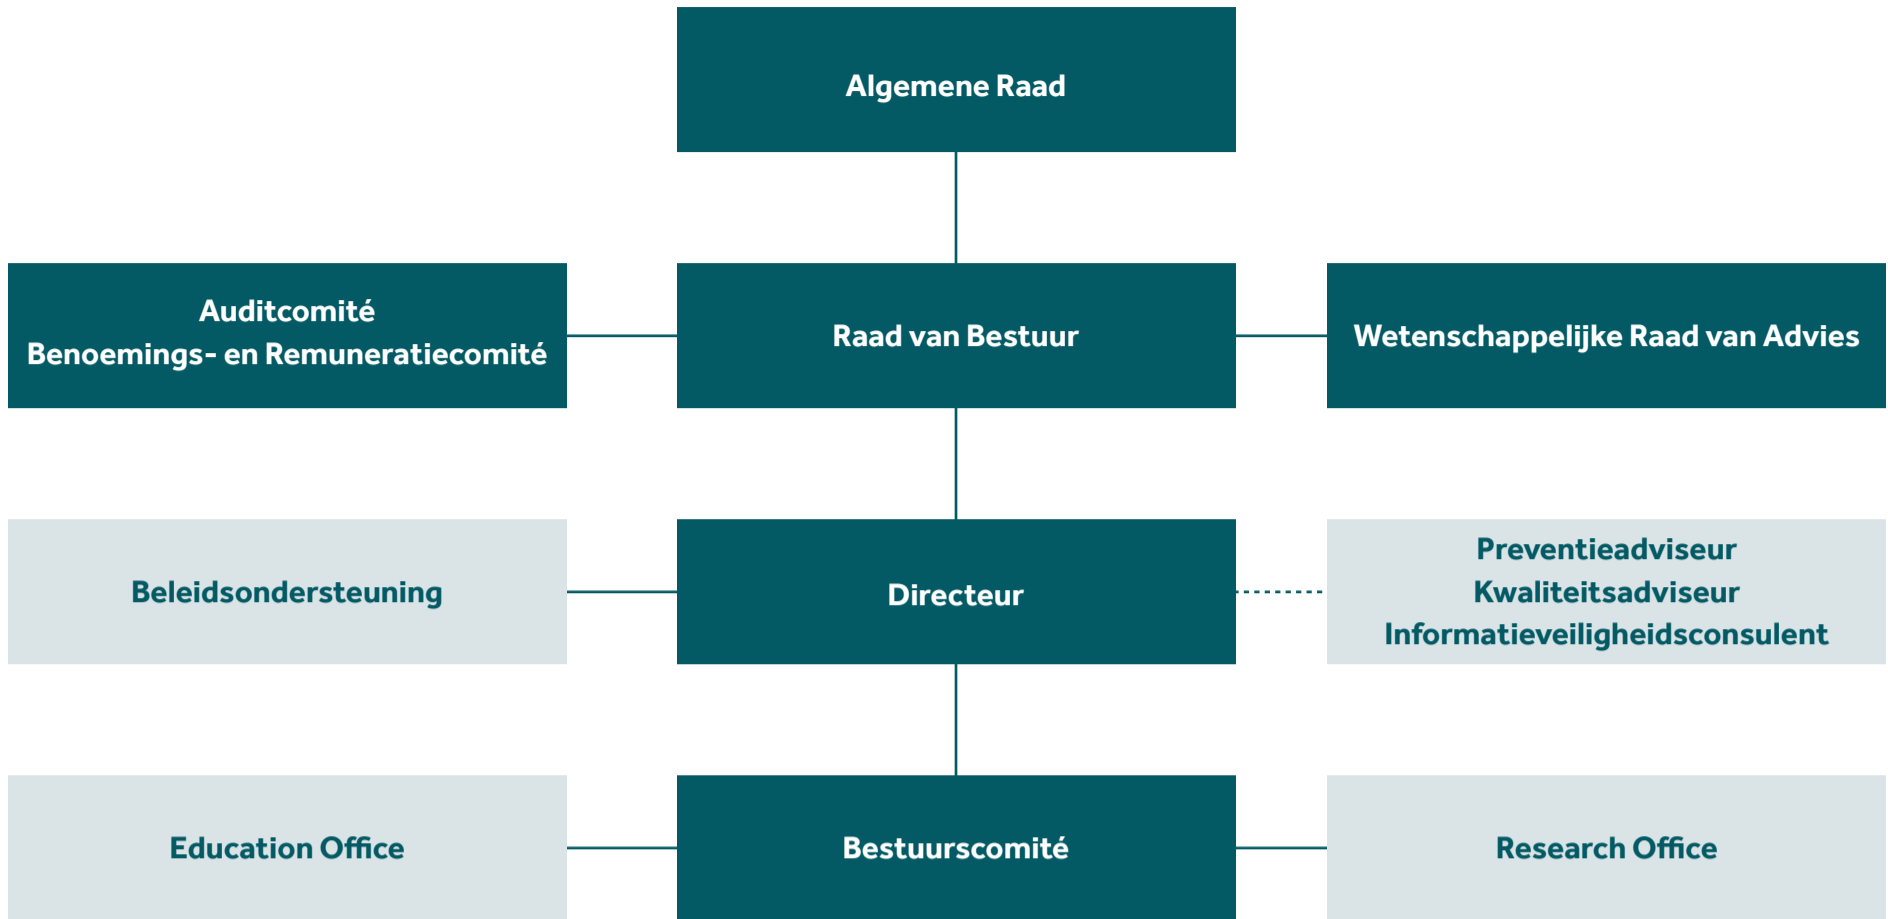 Algemene Raad
Auditcomité
Benoemings- en Remuneratiecomité
Raad van Bestuur
Wetenschappelijke Raad van Advies
Beleidsondersteuning
Directeur
Preventieadviseur
Kwaliteitsadviseur
Informatieveiligheidsconsulent
Education Office
Bestuurscomité
Research Office